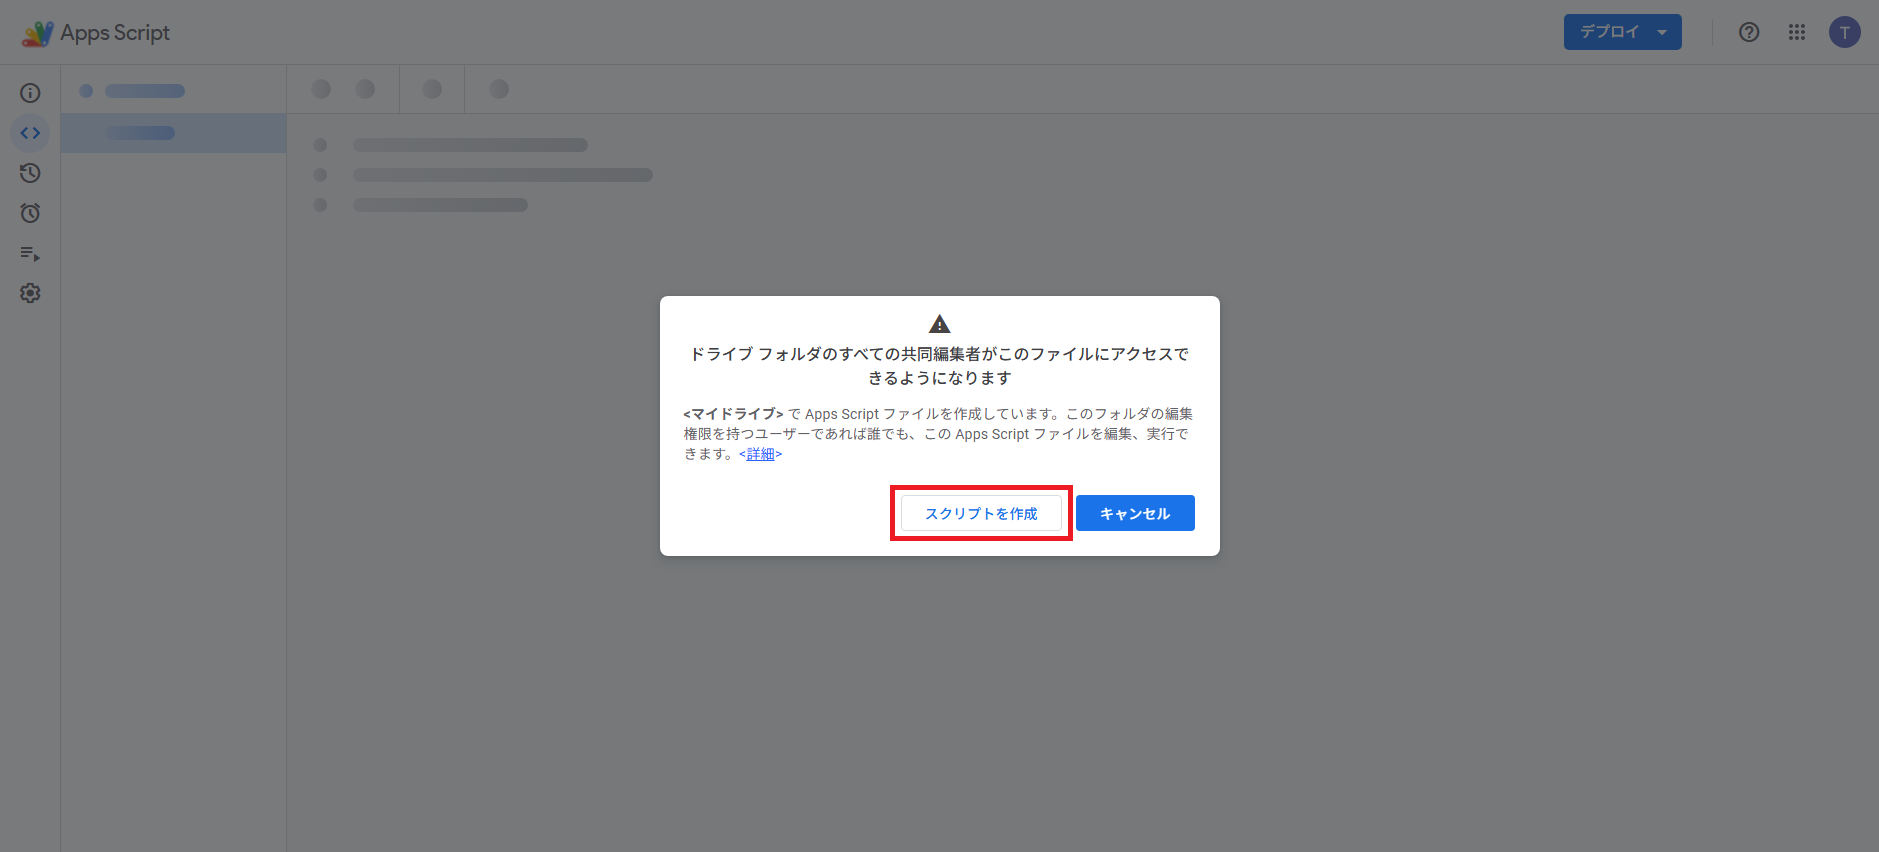 Apps Script
デプロイ
T
ドライブ フォルダのすべての共同編集者がこのファイルにアクセスで
きるようになります
<マイドライブ> で Apps Script ファイルを作成しています。このフォルダの編集
権限を持つユーザーであれば誰でも、この Apps Script ファイルを編集、実行で
きます。<詳細>
スクリプトを作成
キャンセル